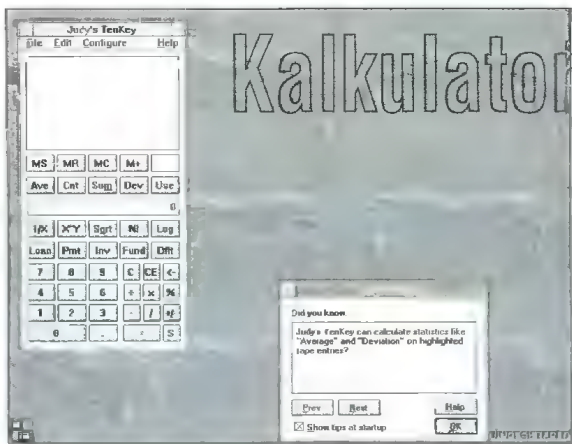 Judy's TenKey
File Edit Configure Help
Kalkulator
MS MR MC M+
Ave Cnt Sum Dev Use
0
1/X X^Y Sqrt N! Log
Loan Pmt Inv Fund Dflt
7 8 9 C CE <-
4 5 6 + x %
1 2 3 - /
0 . S
Did you know
Judy's TenKey can calculate statistics like
"Average" and "Deviation" on highlighted
tape entries?
Prev Next Help
Show tips at startup OK